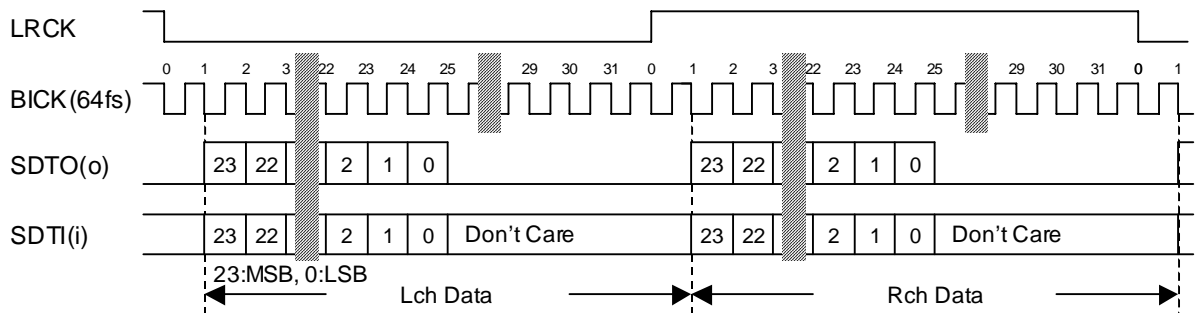 LRCK
0 1 2 3 22 23 24 25 29 30 31 0 1 2 3 22 23 24 25 29 30 31 0 1
BICK(64fs)
SDTO(o) 23 22 2 1 0 23 22 2 1 0
SDTI(i) 23 22 2 1 0 Don't Care 23 22 2 1 0 Don't Care
23:MSB, 0:LSB
Lch Data Rch Data